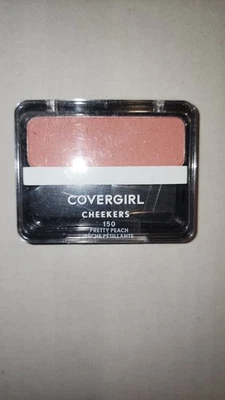 COVERGIRL
CHEEKERS
150
PRETTY PEACH
PÊCHE PÉTILLANTE